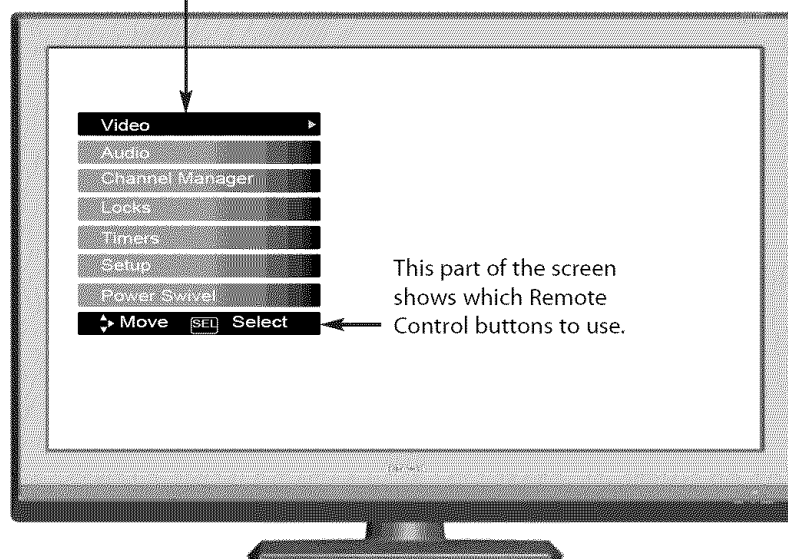 Video
Audio
Channel Manager
Locks
Timers
Setup
Power Swivel
Move SEL Select
This part of the screen
shows which Remote
Control buttons to use.